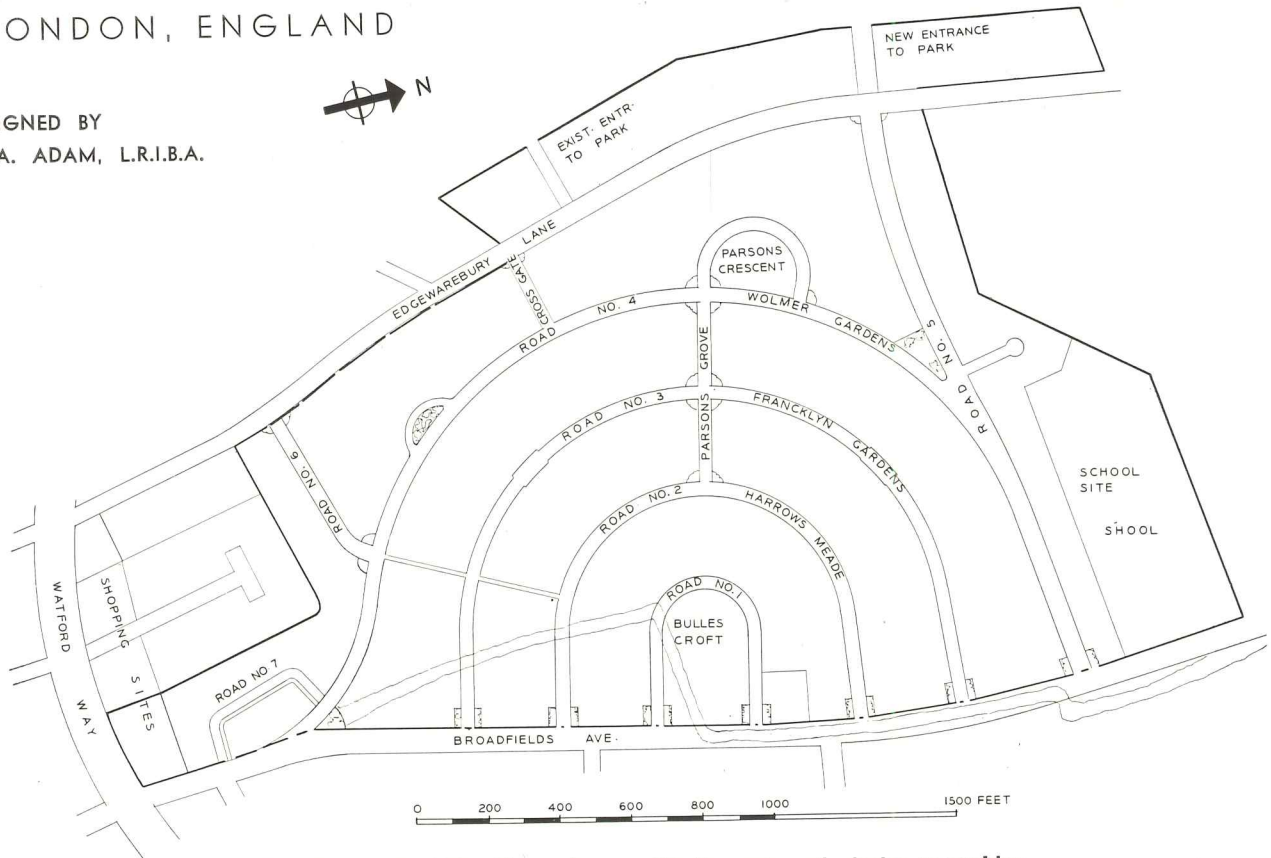 ONDON, ENGLAND
N
GNED BY
A. ADAM, L.R.I.B.A.
NEW ENTRANCE
TO PARK
EXIST. ENTR-
TO PARK
EDGEWAREBURY LANE
CROSS GATE
PARSONS
CRESCENT
ROAD NO. 4
WOLMER GARDENS
PARSONS GROVE
ROAD NO. 5
ROAD NO. 3
FRANCKLYN GARDENS
ROAD NO. 6
ROAD NO. 2
HARROWS MEADE
SCHOOL
SITE
SHOOL
ROAD NO. 1
BULLES
CROFT
WATFORD WAY
SHOPPING SITES
ROAD NO 7
BROADFIELDS AVE.
0 200 400 600 800 1000 1500 FEET